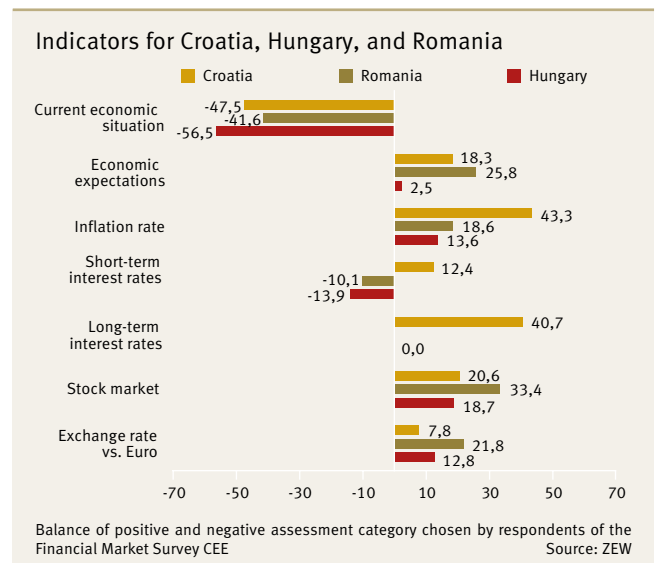 Indicators for Croatia, Hungary, and Romania
Croatia Romania Hungary
Current economic
situation
-47,5
-41,6
-56,5
Economic
expectations
18,3
25,8
2,5
Inflation rate
43,3
18,6
13,6
Short-term
interest rates
12,4
-10,1
-13,9
Long-term
interest rates
40,7
0,0
Stock market
20,6
33,4
18,7
Exchange rate
vs. Euro
7,8
21,8
12,8
-70 -50 -30 -10 10 30 50 70
Balance of positive and negative assessment category chosen by respondents of the
Financial Market Survey CEE Source: ZEW